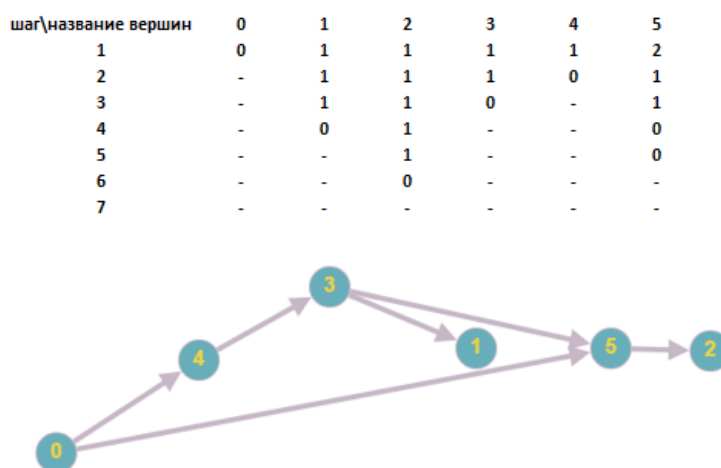 шаг\название вершин 0 1 2 3 4 5
1 0 1 1 1 1 2
2 - 1 1 1 0 1
3 - 1 1 0 - 1
4 - 0 1 - - 0
5 - - 1 - - 0
6 - - 0 - - -
7 - - - - - -
3
4
1
5
2
0